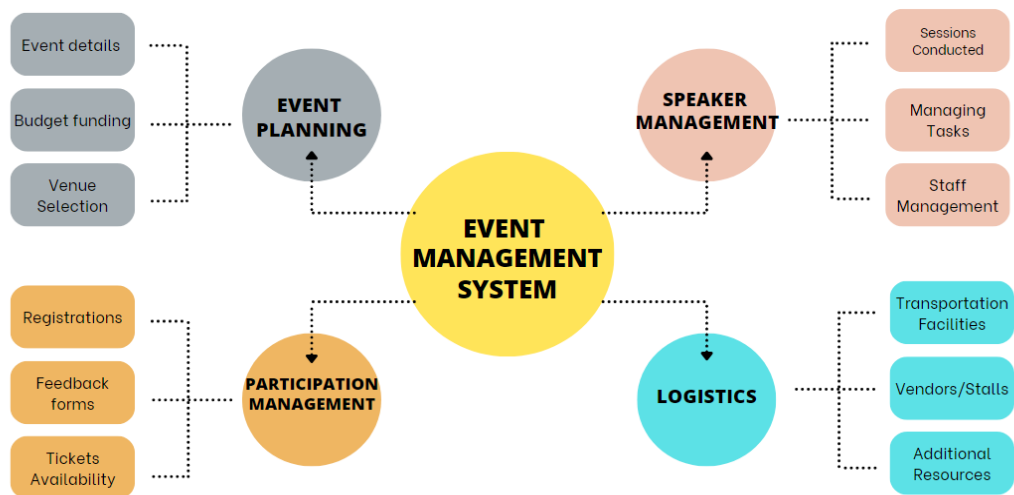 Event details
Budget funding
Venue
Selection
EVENT
PLANNING
SPEAKER
MANAGEMENT
Sessions
Conducted
Managing
Tasks
Staff
Management
EVENT
MANAGEMENT
SYSTEM
Registrations
Feedback
forms
Tickets
Availability
PARTICIPATION
MANAGEMENT
LOGISTICS
Transportation
Facilities
Vendors/Stalls
Additional
Resources